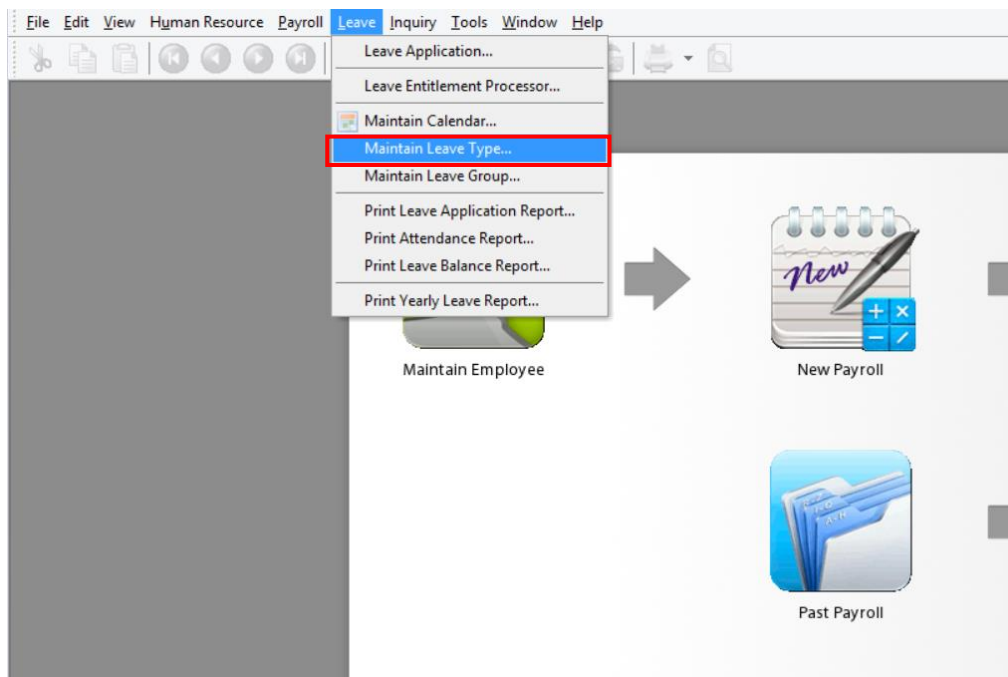 File Edit View Human Resource Payroll Leave Inquiry Tools Window Help
Leave Application...
Leave Entitlement Processor...
Maintain Calendar...
Maintain Leave Type...
Maintain Leave Group...
Print Leave Application Report...
Print Attendance Report...
Print Leave Balance Report...
Print Yearly Leave Report...
New
Maintain Employee
New Payroll
A-H
Past Payroll